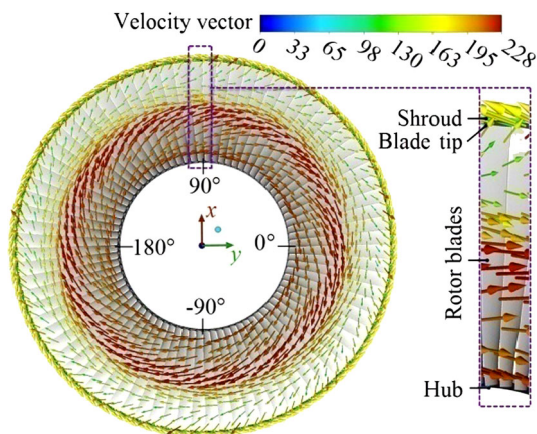 Velocity vector
0 33 65 98 130 163 195 228
Shroud
Blade tip
90°
x
-180°
0°
y
-90°
Rotor blades
Hub